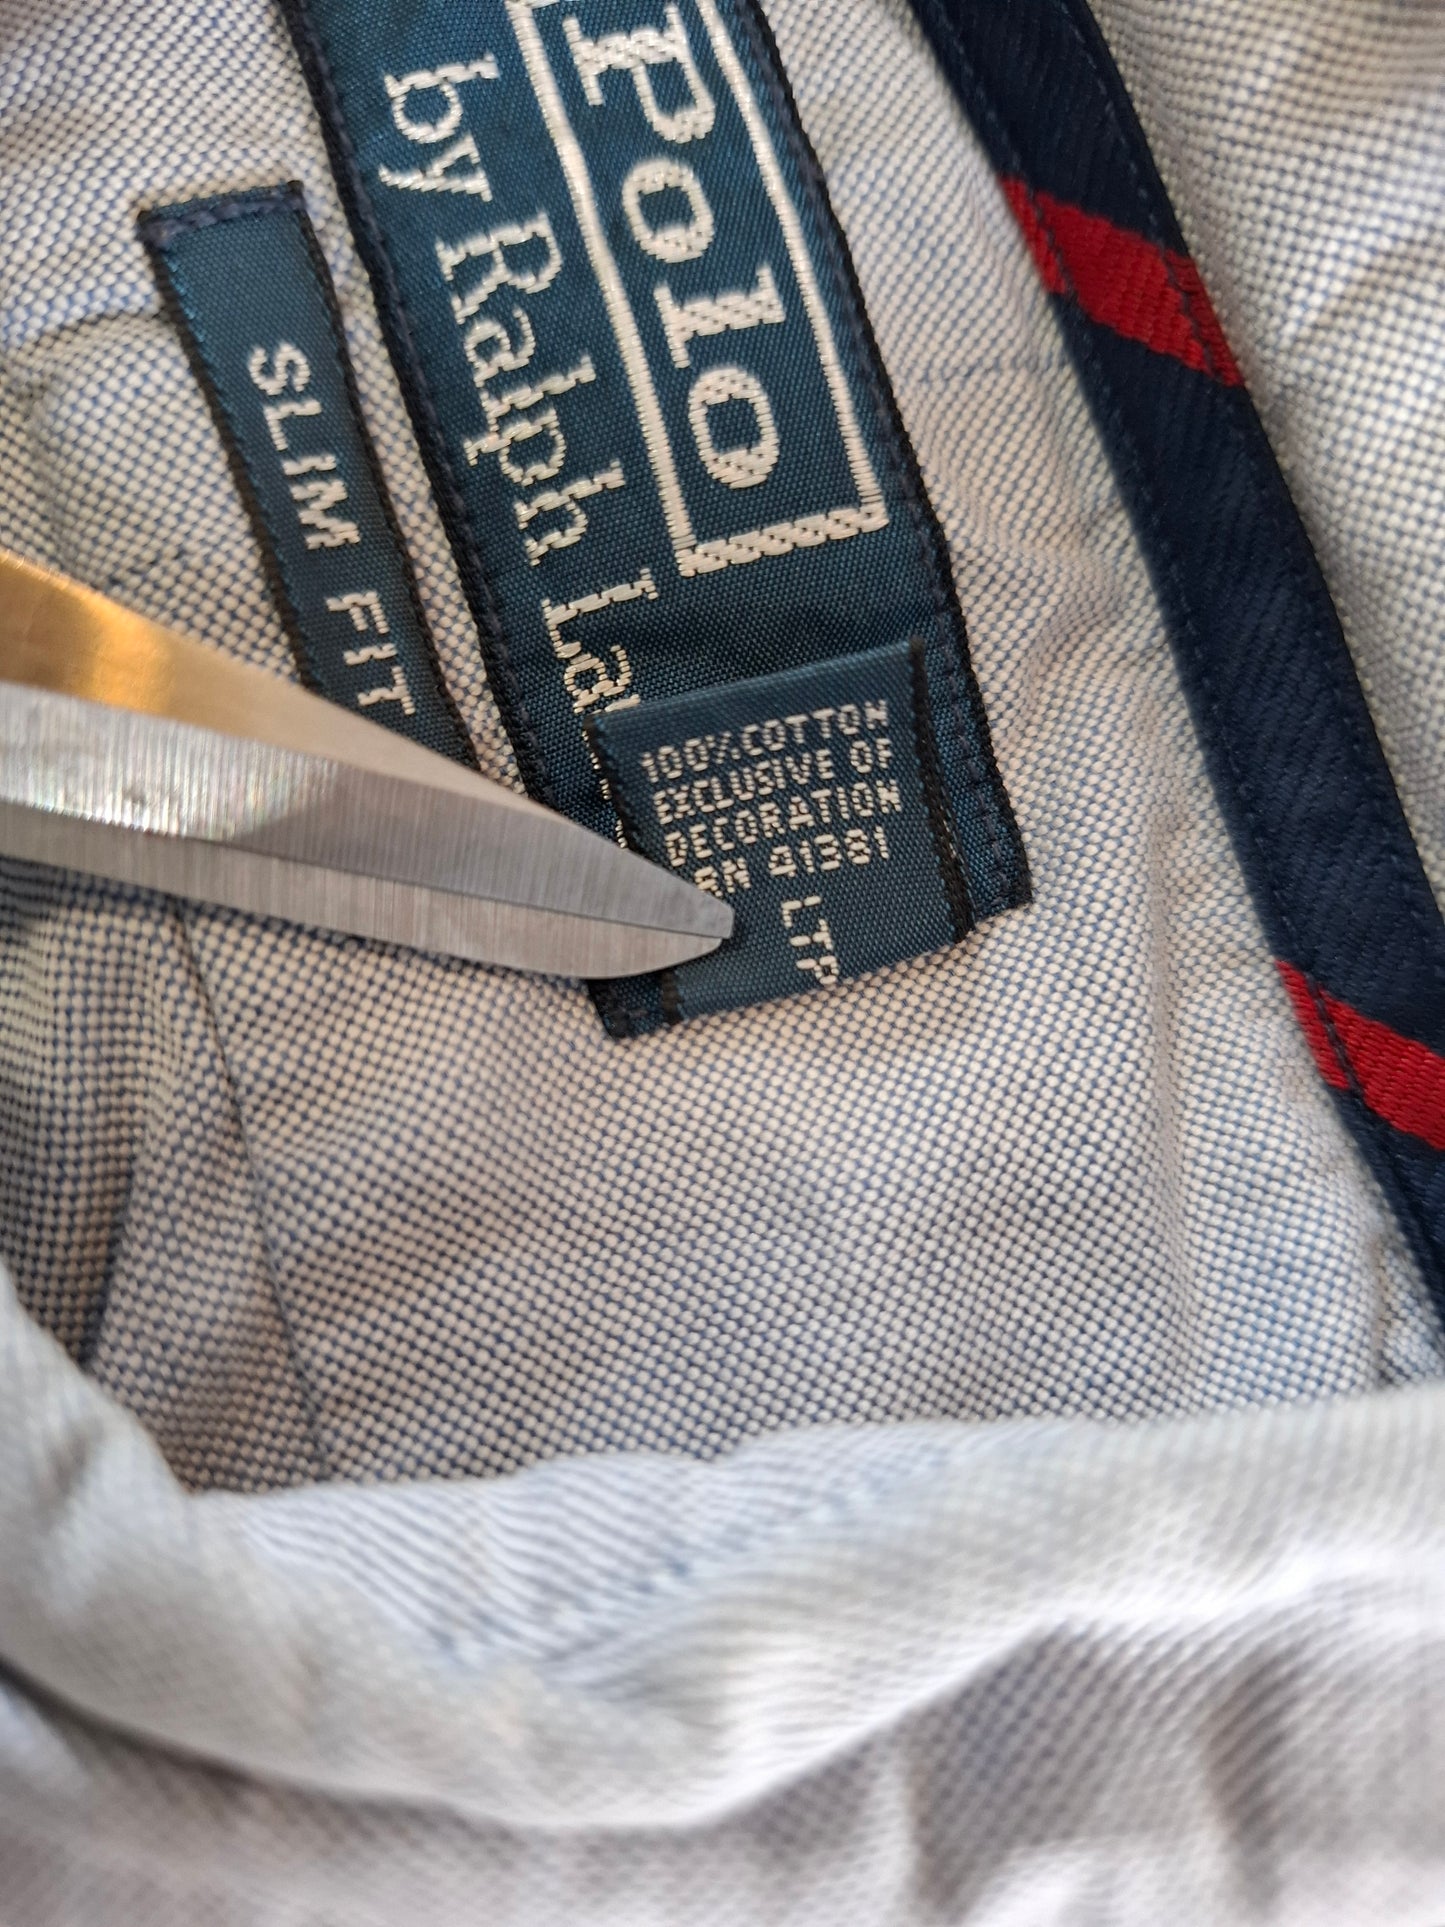 Polo
by Ralph La
SLIM FIT
100%COTTON
EXCLUSIVE OF
DECORATION
RN 41381
LTP